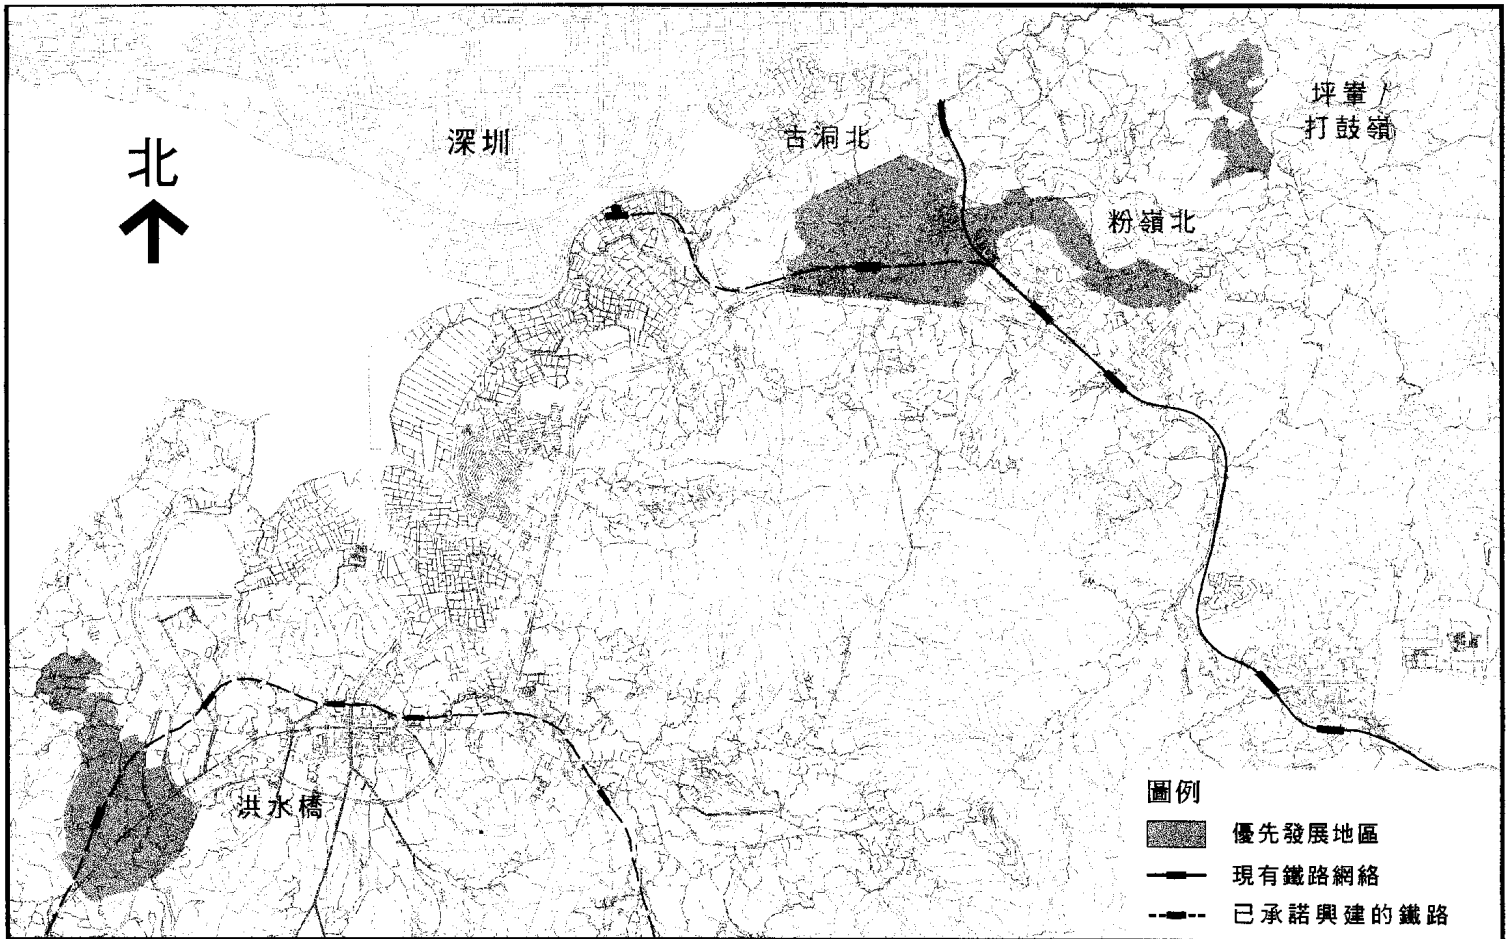 北
深圳
古洞北
坪輋 /
打鼓嶺
粉嶺北
洪水橋
圖例
優先發展地區
現有鐵路網絡
已承諾興建的鐵路